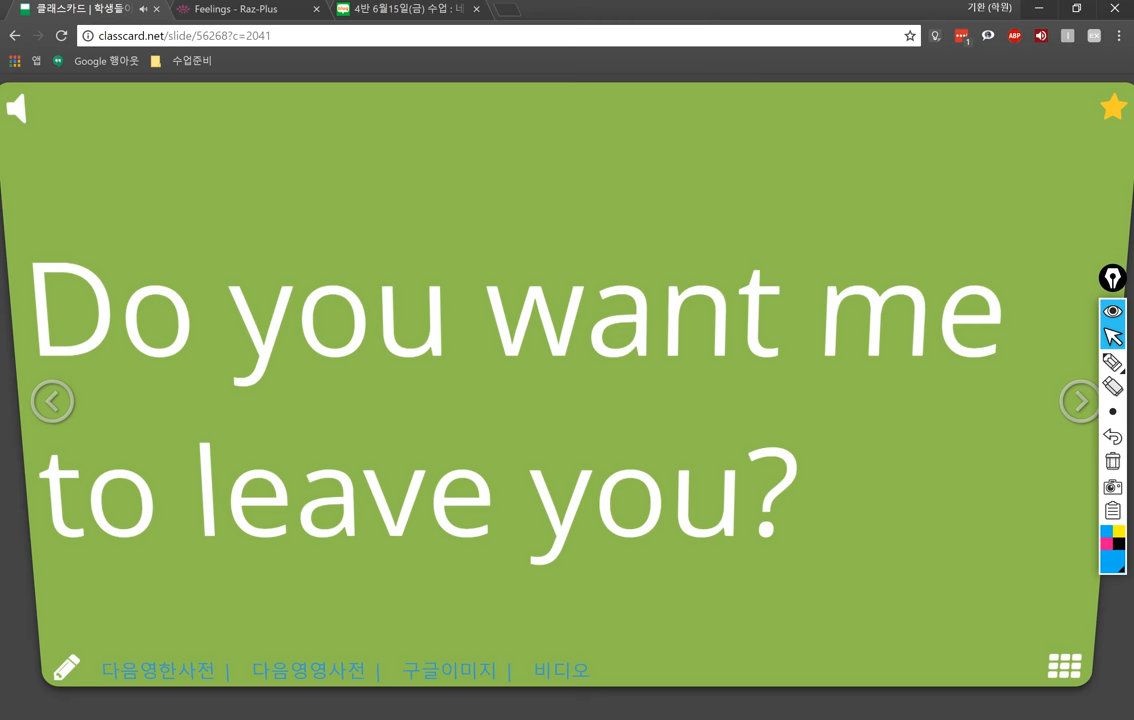 클래스카드 | 학생들이
Feelings - Raz-Plus
4반 6월15일(금) 수업 : 네
기환 (학원)
classcard.net/slide/56268?c=2041
1
ABP
앱
Google 행아웃
수업준비
Do you want me
to leave you?
다음영한사전 | 다음영영사전 | 구글이미지 | 비디오